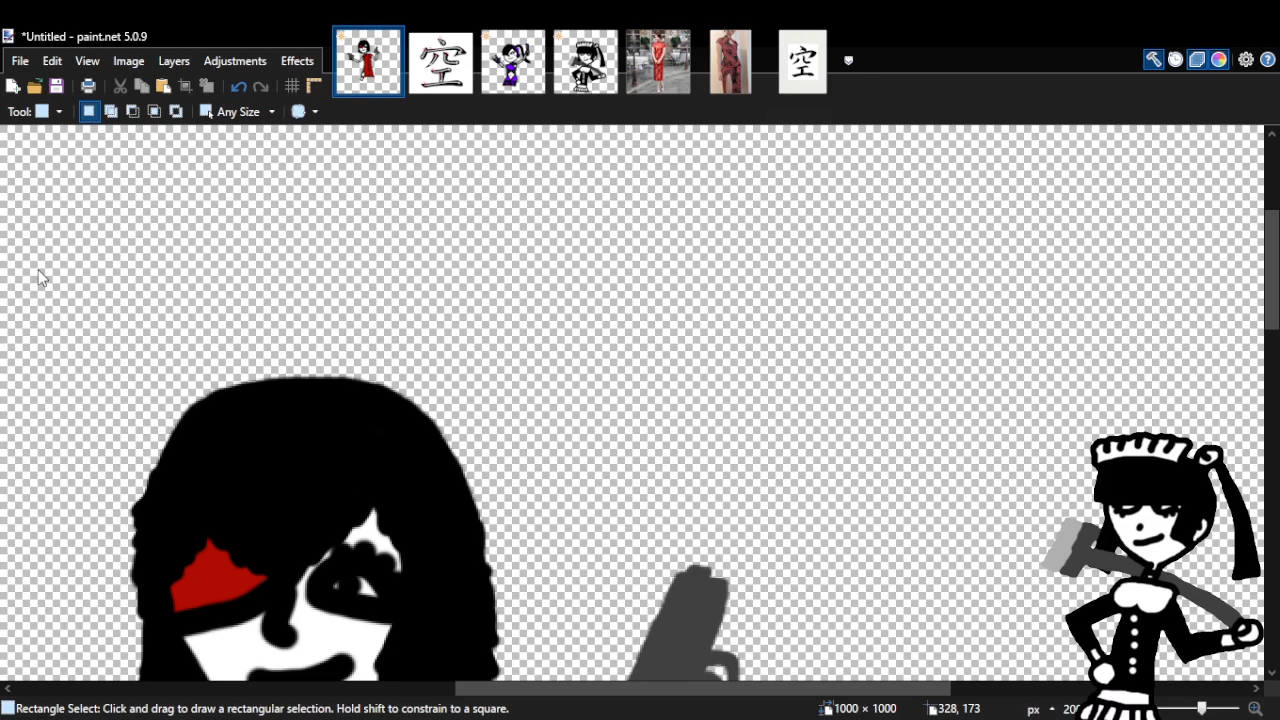 *Untitled - paint.net 5.0.9
File Edit View Image Layers Adjustments Effects
空
空
Tool:
Any Size
Rectangle Select: Click and drag to draw a rectangular selection. Hold shift to constrain to a square.
1000 × 1000
328, 173
px